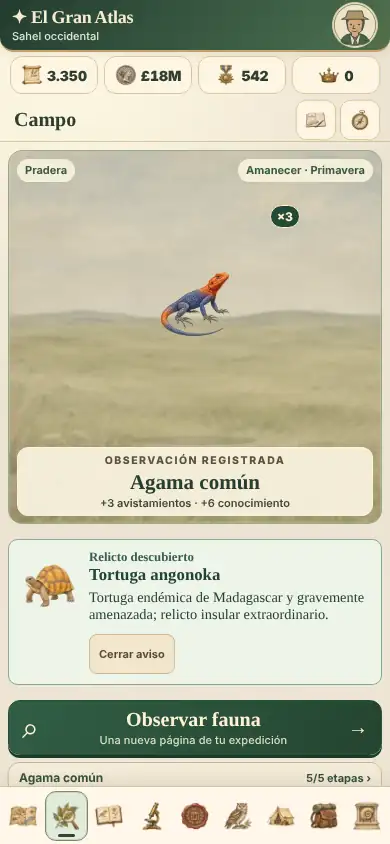 ✦ El Gran Atlas
Sahel occidental
3.350
£18M
542
0
Campo
Pradera
Amanecer · Primavera
×3
OBSERVACIÓN REGISTRADA
Agama común
+3 avistamientos · +6 conocimiento
Relicto descubierto
Tortuga angonoka
Tortuga endémica de Madagascar y gravemente
amenazada; relicto insular extraordinario.
Cerrar aviso
Observar fauna
Una nueva página de tu expedición
→
Agama común
5/5 etapas ›